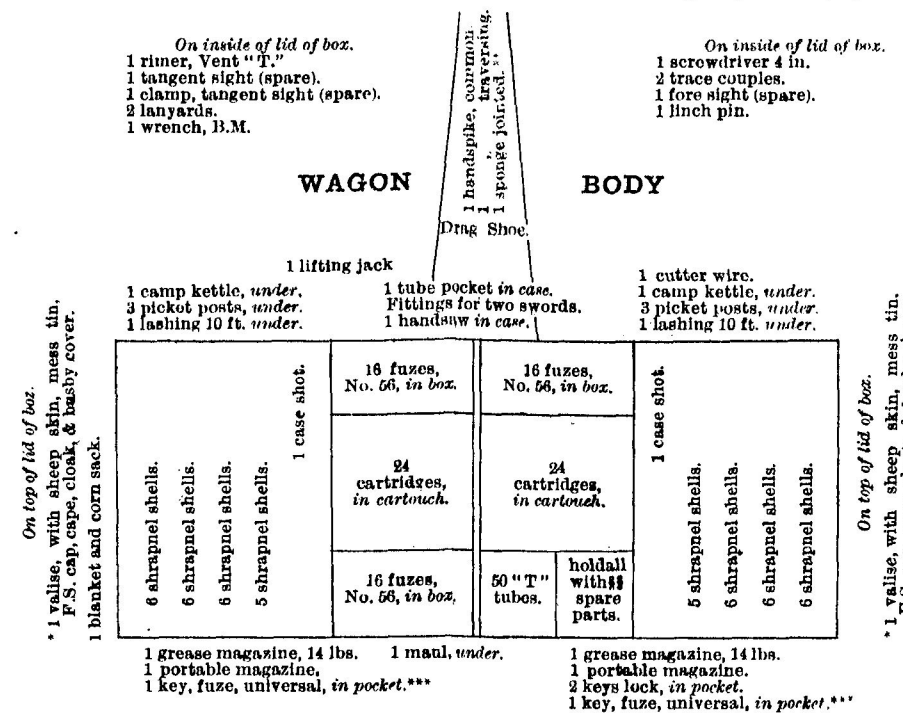 On inside of lid of box.
1 rimer, Vent "T."
1 tangent sight (spare).
1 clamp, tangent sight (spare).
2 lanyards.
1 wrench, B.M.
1 handspike, common
1 " traversing.
1 sponge jointed.**
On inside of lid of box.
1 screwdriver 4 in.
2 trace couples.
1 fore sight (spare).
1 linch pin.
WAGON BODY
Drag Shoe.
1 lifting jack
1 camp kettle, under.
3 picket posts, under.
1 lashing 10 ft. under.
1 tube pocket in case.
Fittings for two swords.
1 handsaw in case.
1 cutter wire.
1 camp kettle, under.
3 picket posts, under.
1 lashing 10 ft. under.
On top of lid of box.
* 1 valise, with sheep skin, mess tin.
F.S. cap, cape, cloak, & busby cover.
1 blanket and corn sack.
6 shrapnel shells.
6 shrapnel shells.
6 shrapnel shells.
5 shrapnel shells.
1 case shot.
16 fuzes,
No. 56, in box.
24
cartridges,
in cartouch.
16 fuzes,
No. 56, in box.
16 fuzes,
No. 56, in box.
24
cartridges,
in cartouch.
50 "T"
tubes.
holdall
with§§
spare
parts.
1 case shot.
5 shrapnel shells.
6 shrapnel shells.
6 shrapnel shells.
6 shrapnel shells.
On top of lid of box.
* 1 valise, with sheep skin, mess tin.
1 grease magazine, 14 lbs.
1 portable magazine,
1 key, fuze, universal, in pocket.***
1 maul, under.
1 grease magazine, 14 lbs.
1 portable magazine.
2 keys lock, in pocket.
1 key, fuze, universal, in pocket.***